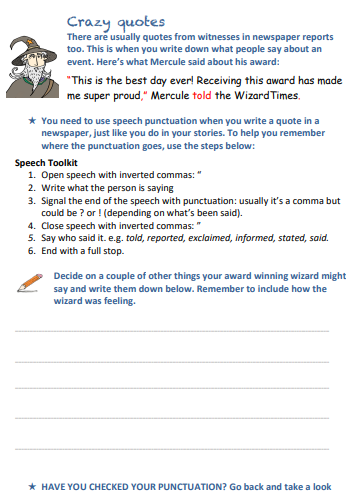 Crazy quotes
There are usually quotes from witnesses in newspaper reports
too. This is when you write down what people say about an
event. Here's what Mercule said about his award:
"This is the best day ever! Receiving this award has made
me super proud," Mercule told the WizardTimes.
★ You need to use speech punctuation when you write a quote in a
newspaper, just like you do in your stories. To help you remember
where the punctuation goes, use the steps below:
Speech Toolkit
1. Open speech with inverted commas: "
2. Write what the person is saying
3. Signal the end of the speech with punctuation: usually it's a comma but
could be ? or ! (depending on what's been said).
4. Close speech with inverted commas: "
5. Say who said it. e.g. told, reported, exclaimed, informed, stated, said.
6. End with a full stop.
Decide on a couple of other things your award winning wizard might
say and write them down below. Remember to include how the
wizard was feeling.
★ HAVE YOU CHECKED YOUR PUNCTUATION? Go back and take a look